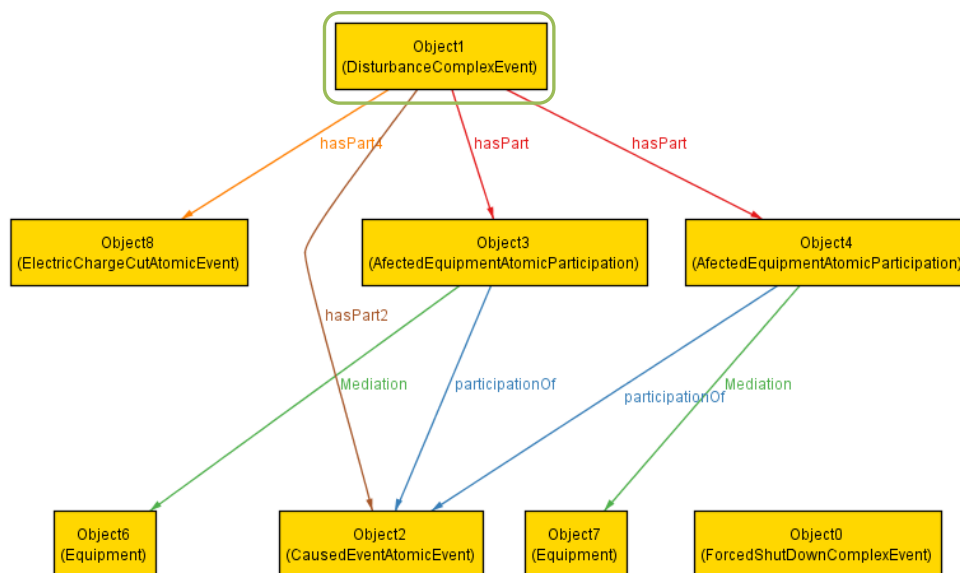 Object1
(DisturbanceComplexEvent)
hasPart4
hasPart
hasPart
Object8
(ElectricChargeCutAtomicEvent)
Object3
(AfectedEquipmentAtomicParticipation)
Object4
(AfectedEquipmentAtomicParticipation)
hasPart2
Mediation
participationOf
Mediation
participationOf
Object6
(Equipment)
Object2
(CausedEventAtomicEvent)
Object7
(Equipment)
Object0
(ForcedShutDownComplexEvent)